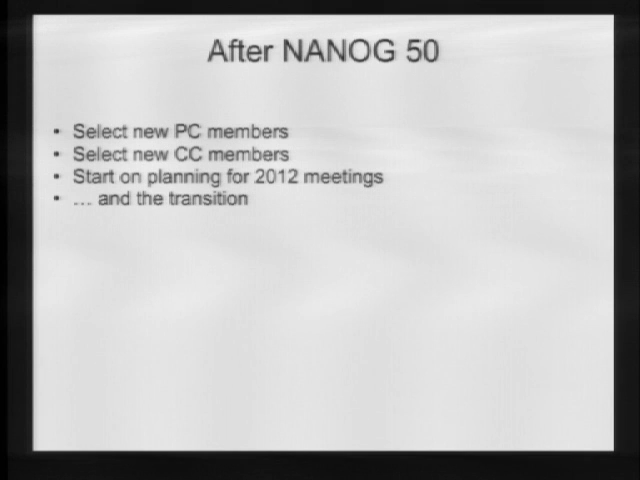 After NANOG 50
• Select new PC members
• Select new CC members
• Start on planning for 2012 meetings
• ... and the transition